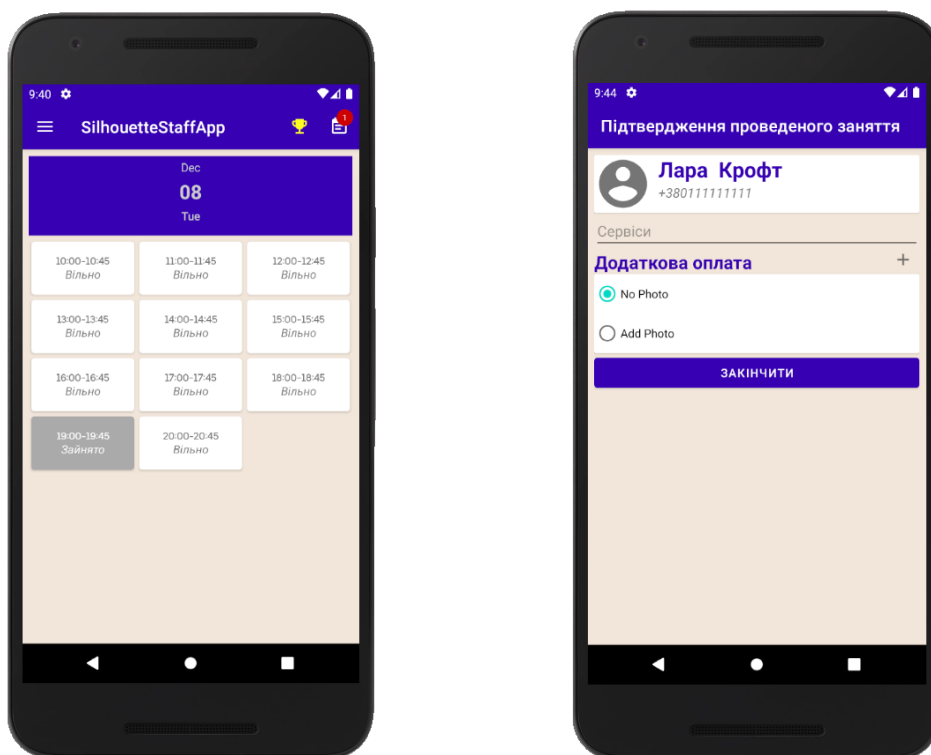 9:40
SilhouetteStaffApp
1
Dec
08
Tue
10:00-10:45
Вільно
11:00-11:45
Вільно
12:00-12:45
Вільно
13:00-13:45
Вільно
14:00-14:45
Вільно
15:00-15:45
Вільно
16:00-16:45
Вільно
17:00-17:45
Вільно
18:00-18:45
Вільно
19:00-19:45
Зайнято
20:00-20:45
Вільно
9:44
Підтвердження проведеного заняття
Лара Крофт
+380111111111
Сервіси
Додаткова оплата
No Photo
Add Photo
ЗАКІНЧИТИ